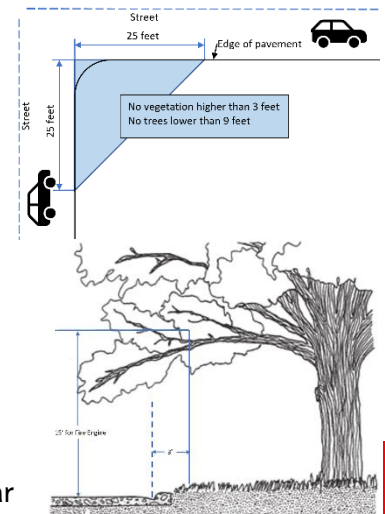 Street
25 feet
Edge of pavement
Street
25 feet
No vegetation higher than 3 feet
No trees lower than 9 feet
15' for Fire Engine
ar